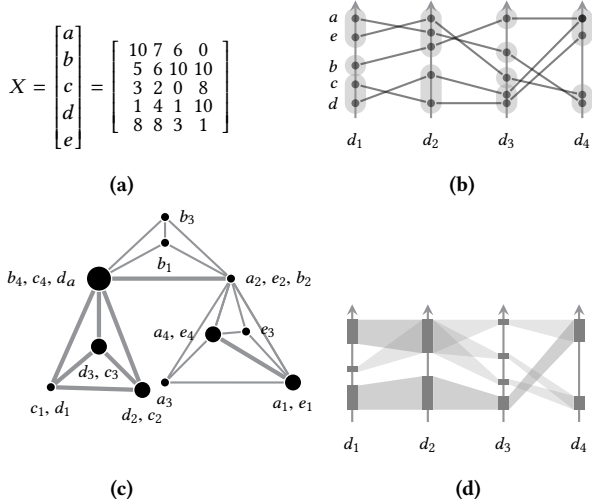 X = [a b c d e] = [
10 7 6 0
5 6 10 10
3 2 0 8
1 4 1 10
8 8 3 1
]
(a)
a
e
b
c
d
d1 d2 d3 d4
(b)
b3
b1
b4, c4, da
a2, e2, b2
a4, e4
e3
d3, c3
c1, d1
d2, c2
a3
a1, e1
(c)
d1 d2 d3 d4
(d)